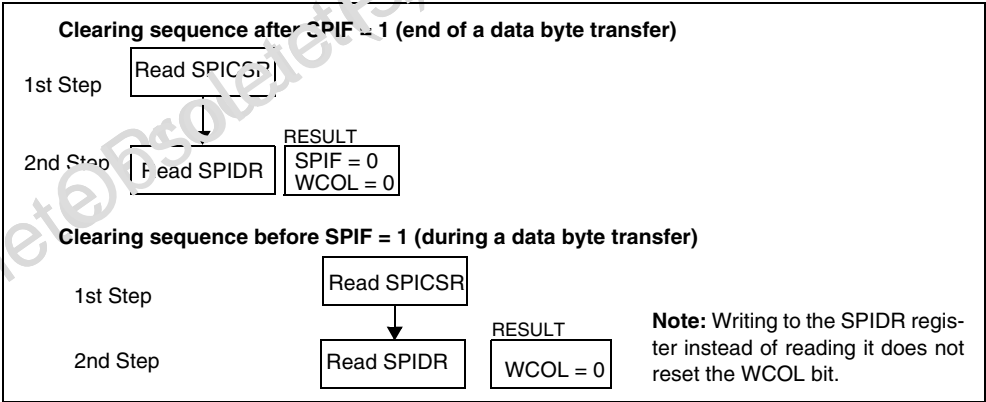 Clearing sequence after SPIF = 1 (end of a data byte transfer)
1st Step
Read SPICSR
2nd Step
Read SPIDR
RESULT
SPIF = 0
WCOL = 0
Clearing sequence before SPIF = 1 (during a data byte transfer)
1st Step
Read SPICSR
2nd Step
Read SPIDR
RESULT
WCOL = 0
Note: Writing to the SPIDR regis-
ter instead of reading it does not
reset the WCOL bit.